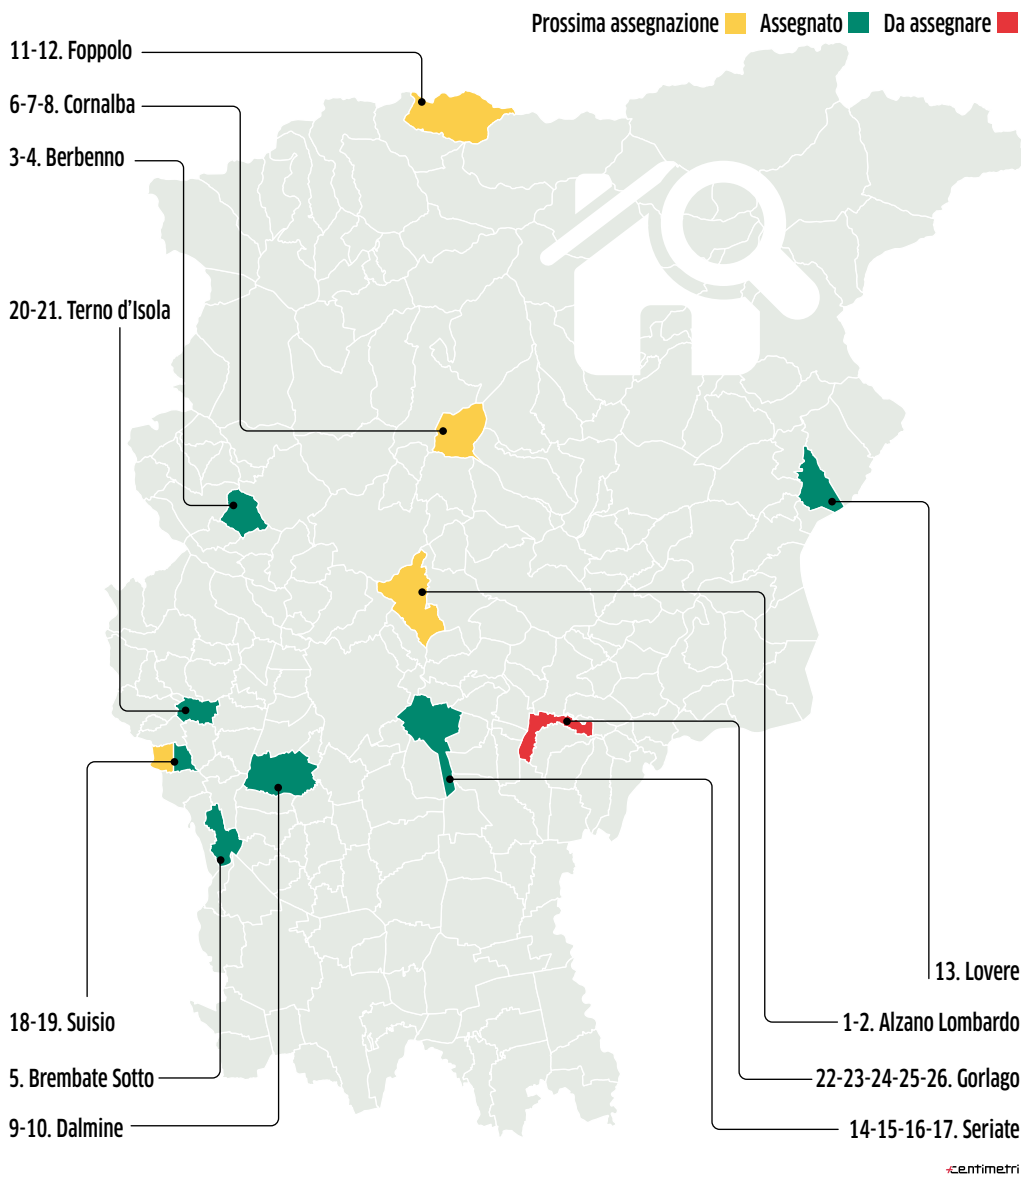 Prossima assegnazione Assegnato Da assegnare
11-12. Foppolo
6-7-8. Cornalba
3-4. Berbenno
20-21. Terno d’Isola
13. Lovere
18-19. Suisio
1-2. Alzano Lombardo
5. Brembate Sotto
22-23-24-25-26. Gorlago
9-10. Dalmine
14-15-16-17. Seriate
centimetri